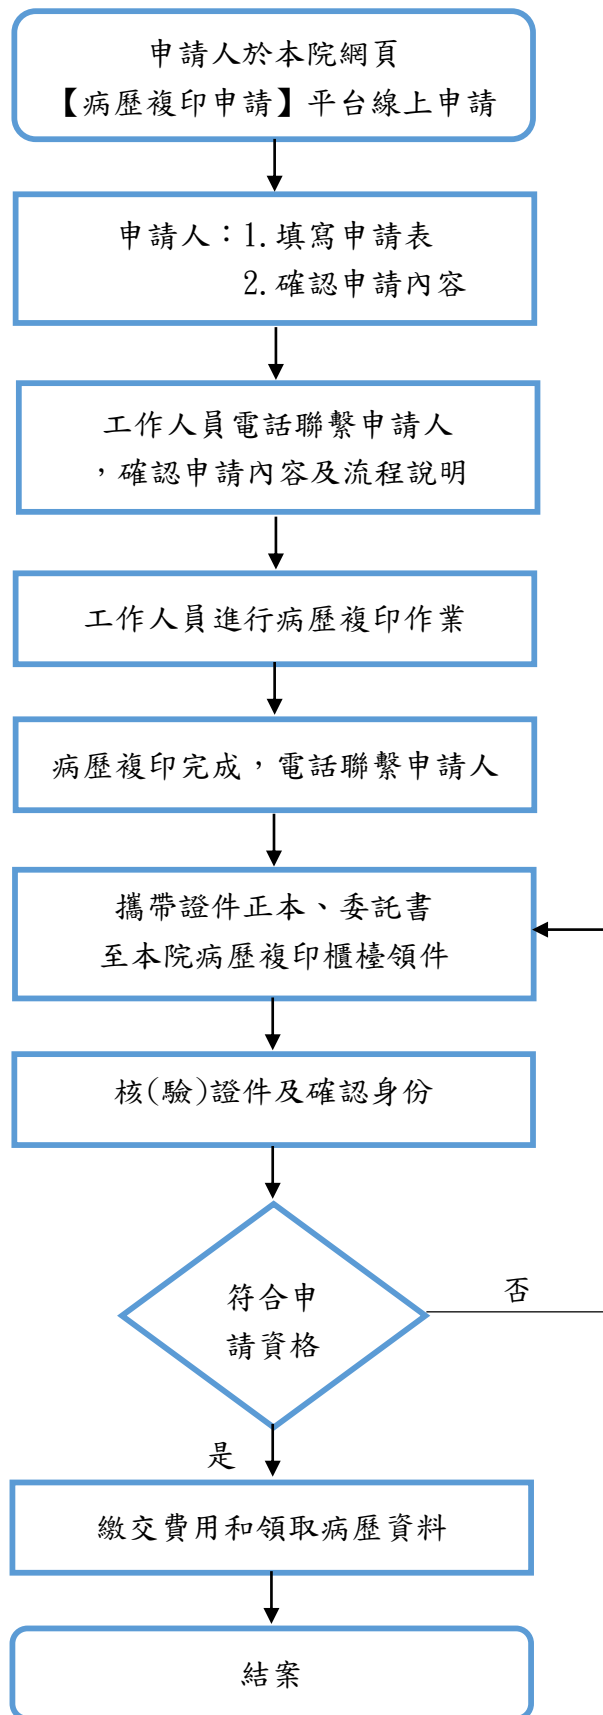 申請人於本院網頁
【病歷複印申請】平台線上申請
申請人：1.填寫申請表
2.確認申請內容
工作人員電話聯繫申請人
，確認申請內容及流程說明
工作人員進行病歷複印作業
病歷複印完成，電話聯繫申請人
攜帶證件正本、委託書
至本院病歷複印櫃檯領件
核(驗)證件及確認身份
符合申
請資格
否
是
繳交費用和領取病歷資料
結案